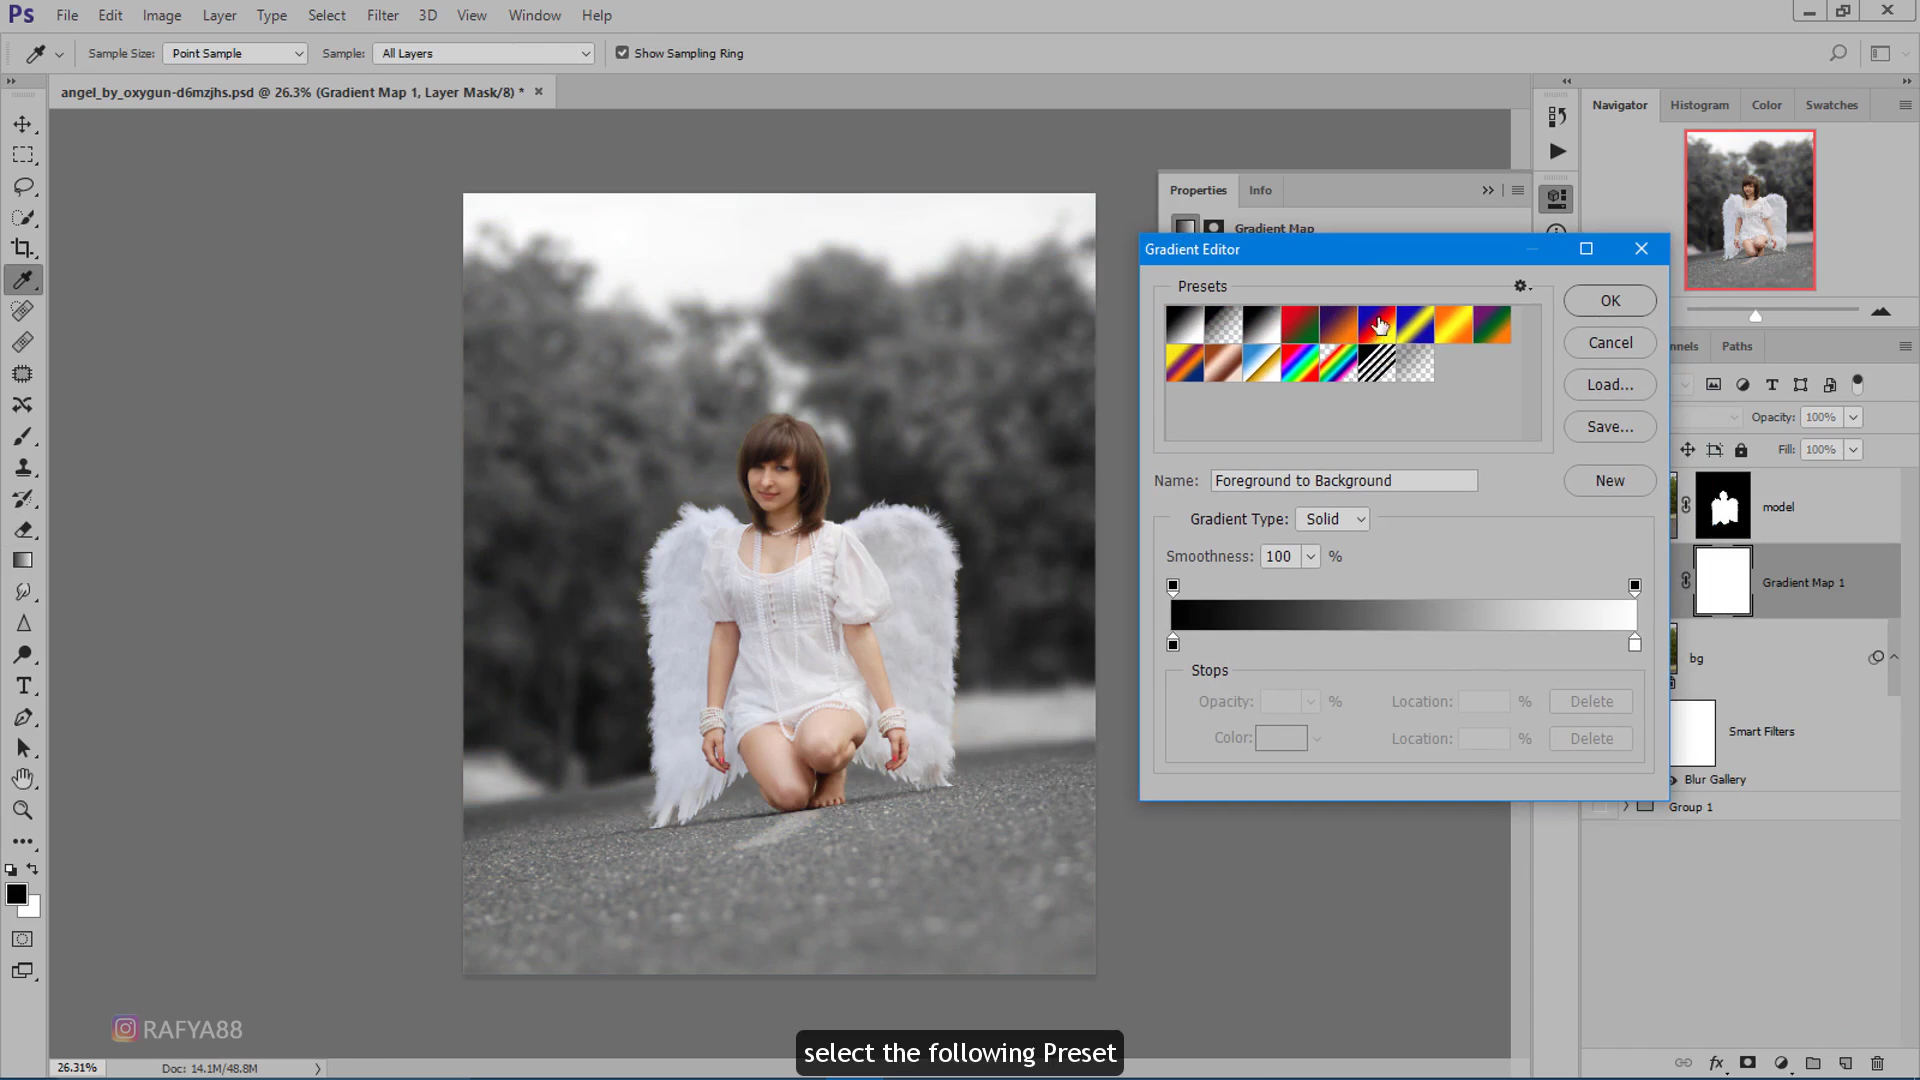 Ps File Edit Image Layer Type Select Filter 3D View Window Help
Sample Size: Point Sample Sample: All Layers Show Sampling Ring
angel_by_oxygun-d6mzjhs.psd @ 26.3% (Gradient Map 1, Layer Mask/8) *
Navigator Histogram Color Swatches
Properties Info
Gradient Map
Gradient Editor
Presets
OK
Cancel
Load...
Save...
New
Name: Foreground to Background
Gradient Type: Solid
Smoothness: 100 %
Stops
Opacity: % Location: % Delete
Color: Location: % Delete
nnels Paths
Opacity: 100%
Fill: 100%
model
Gradient Map 1
bg
Smart Filters
Blur Gallery
Group 1
RAFYA88
select the following Preset
26.31% Doc: 14.1M/48.8M
fx